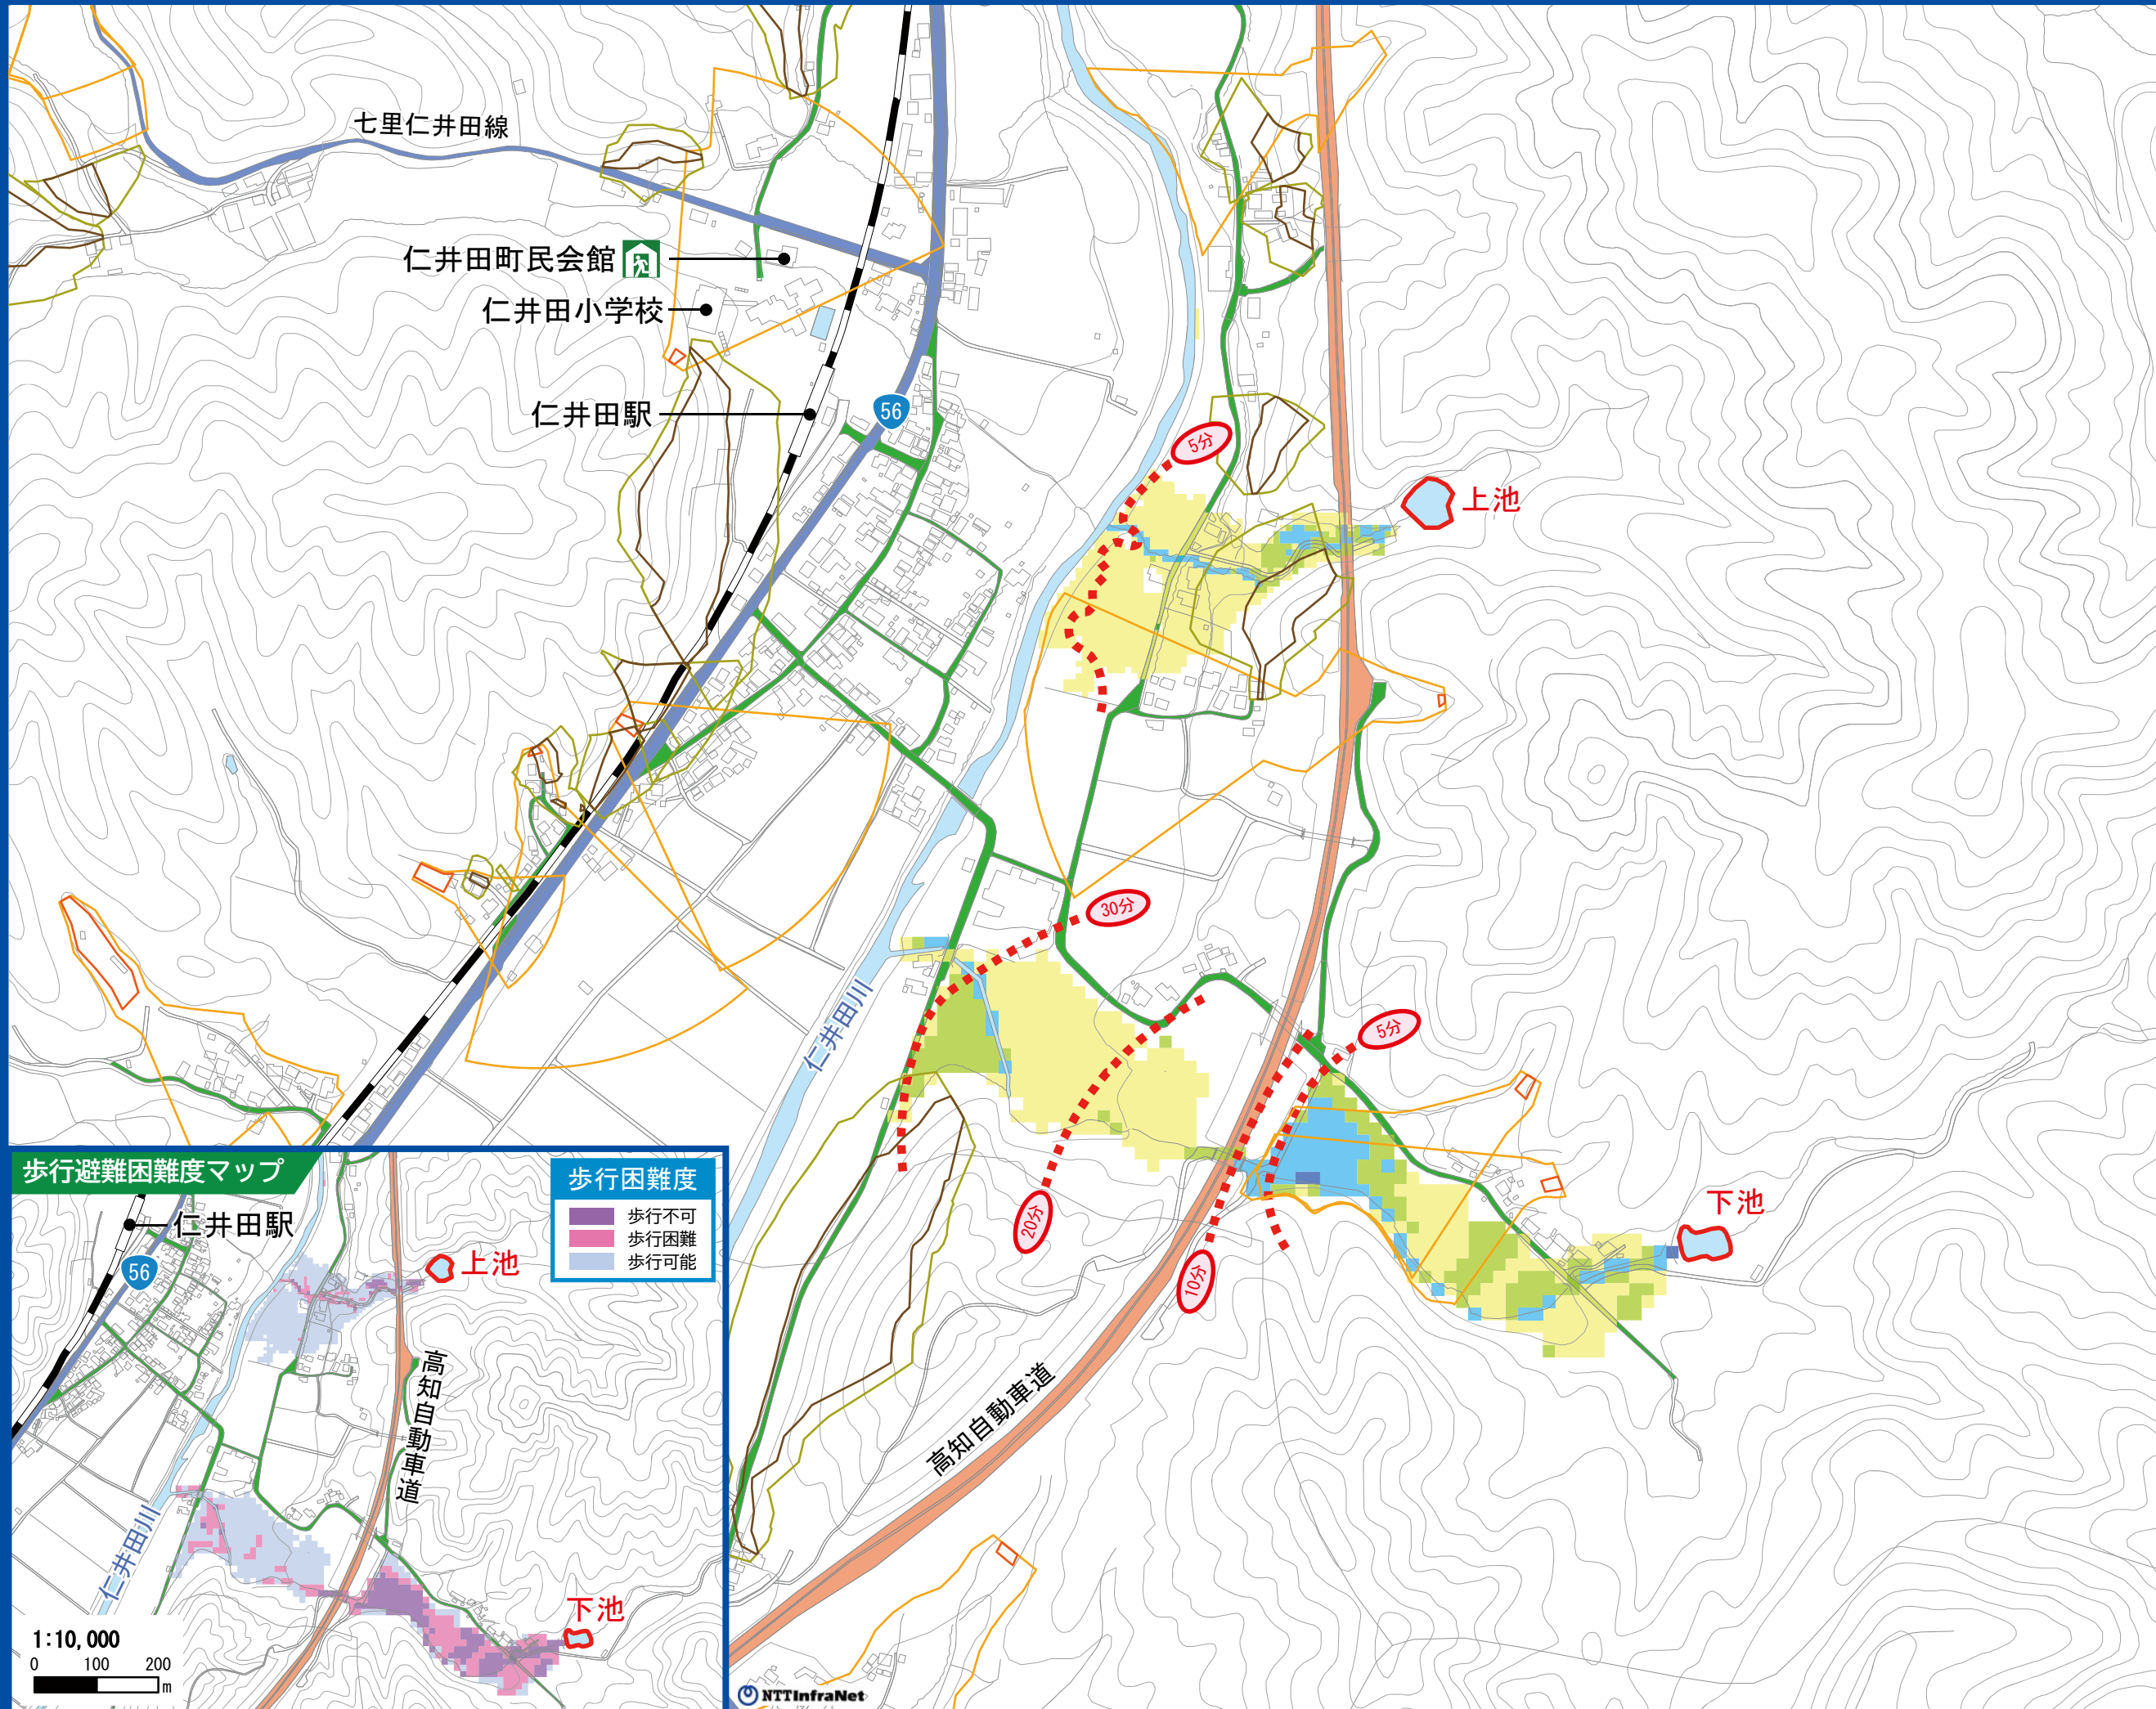 七里仁井田線
仁井田町民会館
仁井田小学校
仁井田駅
56
5分
上池
30分
仁井田川
5分
20分
10分
下池
高知自動車道
歩行避難困難度マップ
仁井田駅
56
上池
歩行困難度
歩行不可
歩行困難
歩行可能
高知自動車道
仁井田川
下池
1:10,000
0 100 200
m
NTTInfraNet